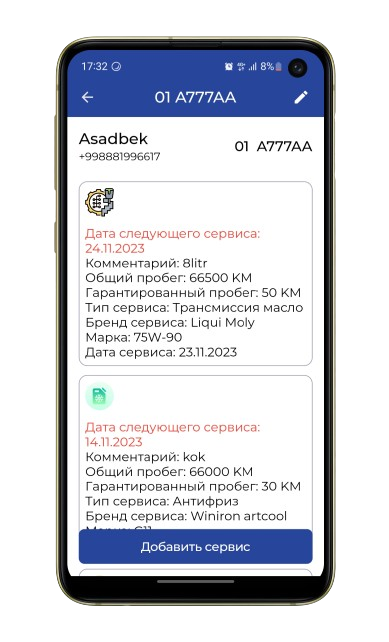 17:32 8%
01 A777AA
Asadbek
01 A777AA
+998881996617
Дата следующего сервиса:
24.11.2023
Комментарий: 8litr
Общий пробег: 66500 KM
Гарантированный пробег: 50 KM
Тип сервиса: Трансмиссия масло
Бренд сервиса: Liqui Moly
Марка: 75W-90
Дата сервиса: 23.11.2023
Дата следующего сервиса:
14.11.2023
Комментарий: kok
Общий пробег: 66000 KM
Гарантированный пробег: 30 KM
Тип сервиса: Антифриз
Бренд сервиса: Winiron artcool
Добавить сервис